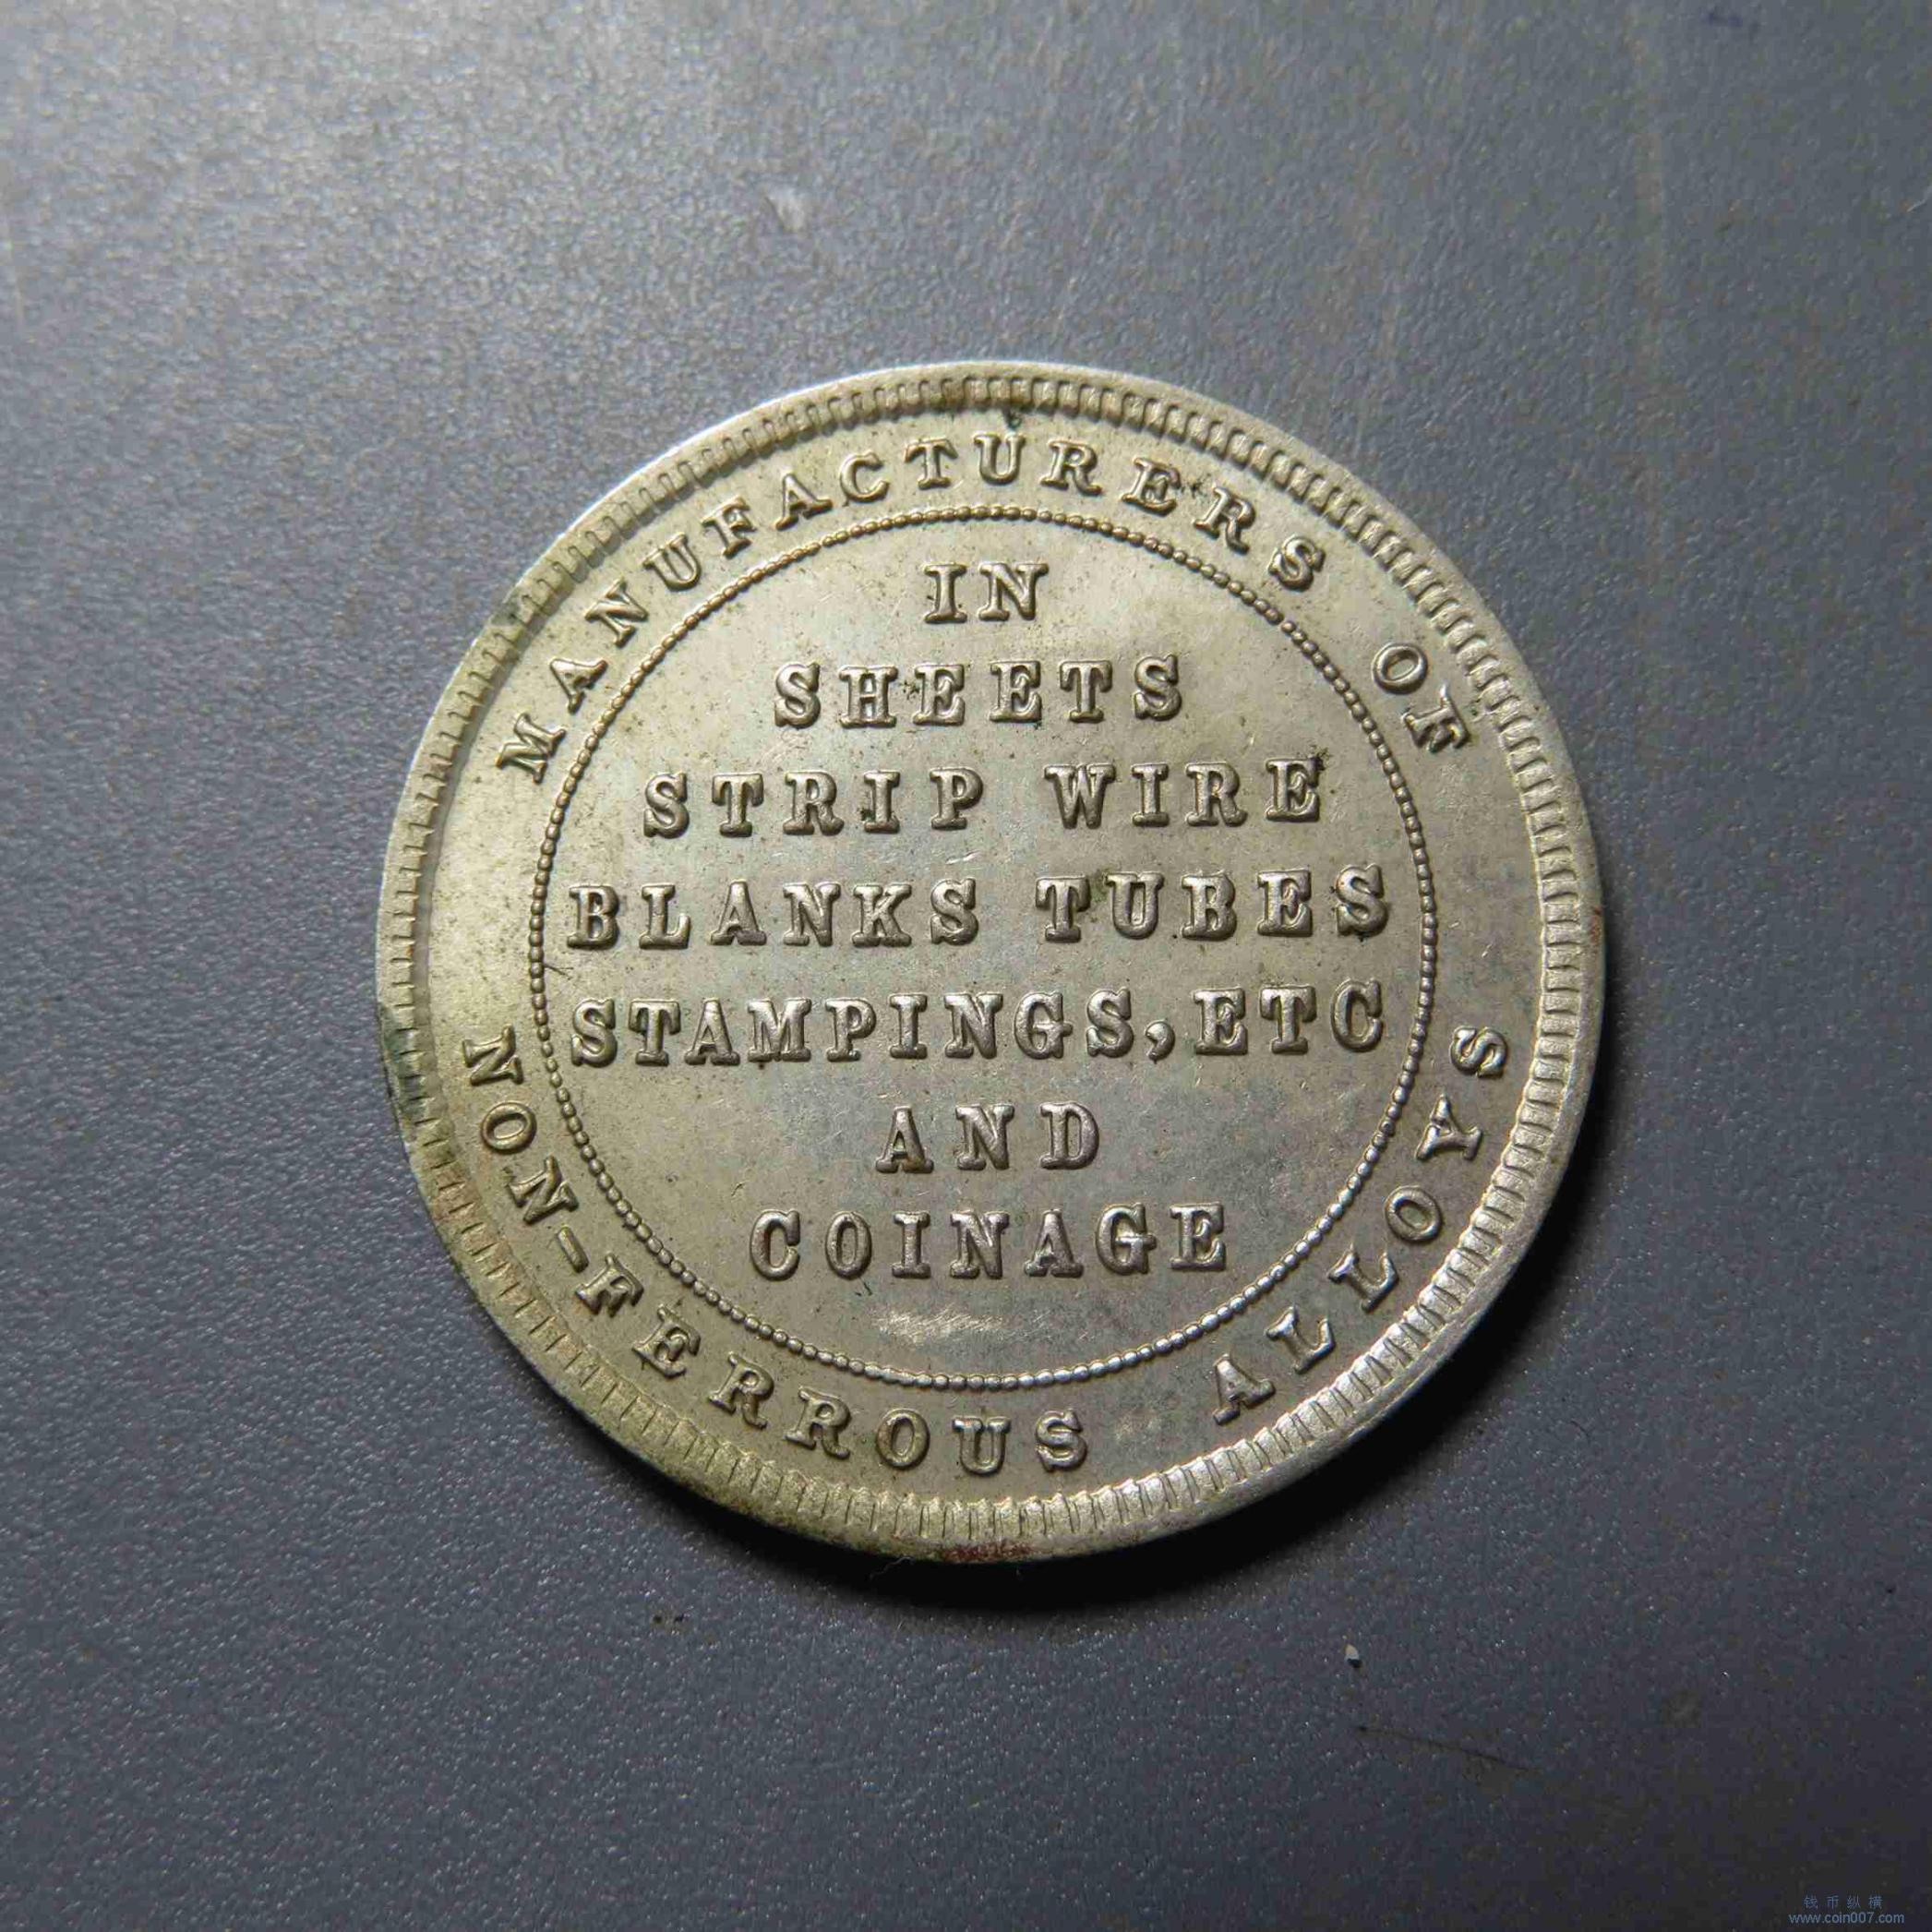 MANUFACTURERS OF
IN
SHEETS
STRIP WIRE
BLANKS TUBES
STAMPINGS, ETC
AND
COINAGE
NON-FERROUS ALLOYS
钱币纵横
www.coin007.com